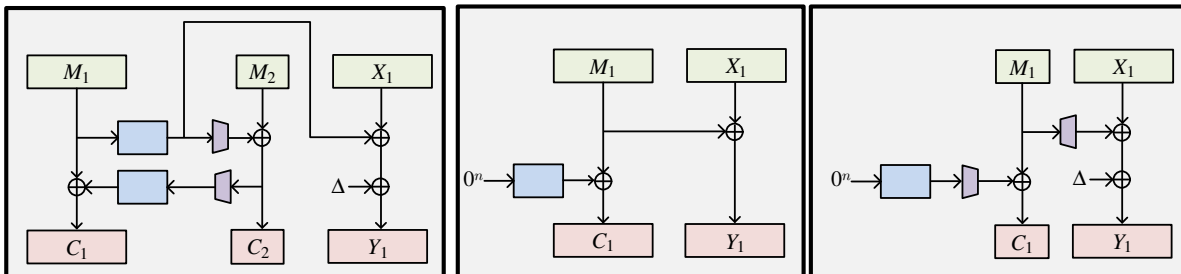 M₁ M₂ X₁
Δ
C₁ C₂ Y₁
M₁ X₁
0ⁿ
C₁ Y₁
M₁ X₁
0ⁿ Δ
C₁ Y₁